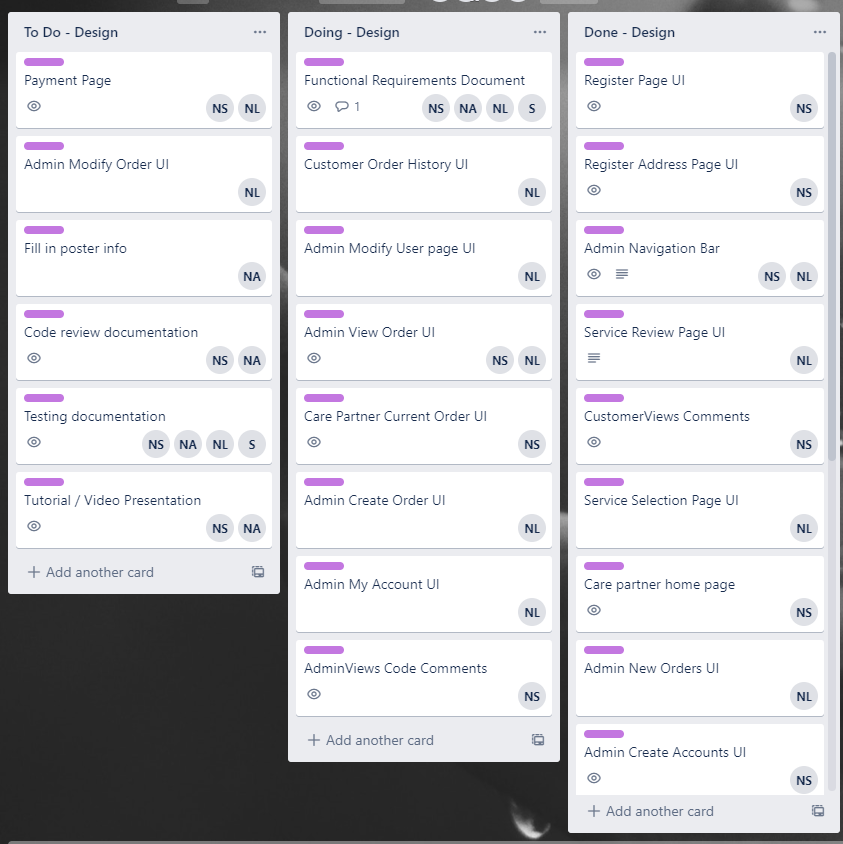 To Do - Design
Payment Page
NS NL
Admin Modify Order UI
NL
Fill in poster info
NA
Code review documentation
NS NA
Testing documentation
NS NA NL S
Tutorial / Video Presentation
NS NA
+ Add another card
Doing - Design
Functional Requirements Document
1 NS NA NL S
Customer Order History UI
NL
Admin Modify User page UI
NL
Admin View Order UI
NS NL
Care Partner Current Order UI
NS
Admin Create Order UI
NL
Admin My Account UI
NL
AdminViews Code Comments
NS
+ Add another card
Done - Design
Register Page UI
NS
Register Address Page UI
NS
Admin Navigation Bar
NS NL
Service Review Page UI
NL
CustomerViews Comments
NS
Service Selection Page UI
NL
Care partner home page
NS
Admin New Orders UI
NL
Admin Create Accounts UI
NS
+ Add another card